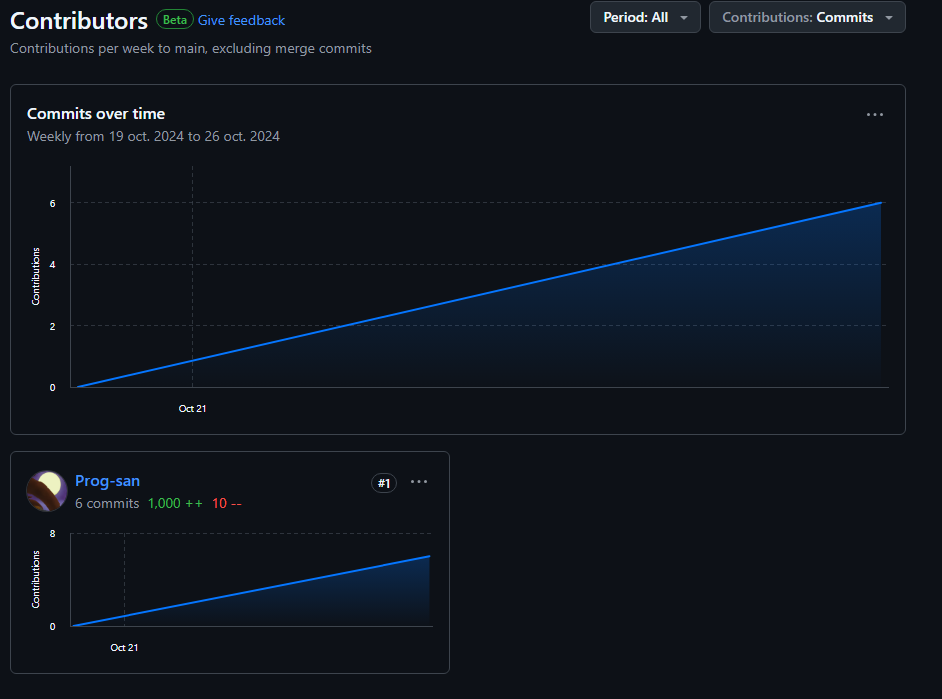 Contributors Beta Give feedback
Period: All
Contributions: Commits
Contributions per week to main, excluding merge commits
Commits over time
Weekly from 19 oct. 2024 to 26 oct. 2024
6
4
2
0
Contributions
Oct 21
Prog-san
#1
6 commits 1,000 ++ 10 --
8
0
Contributions
Oct 21